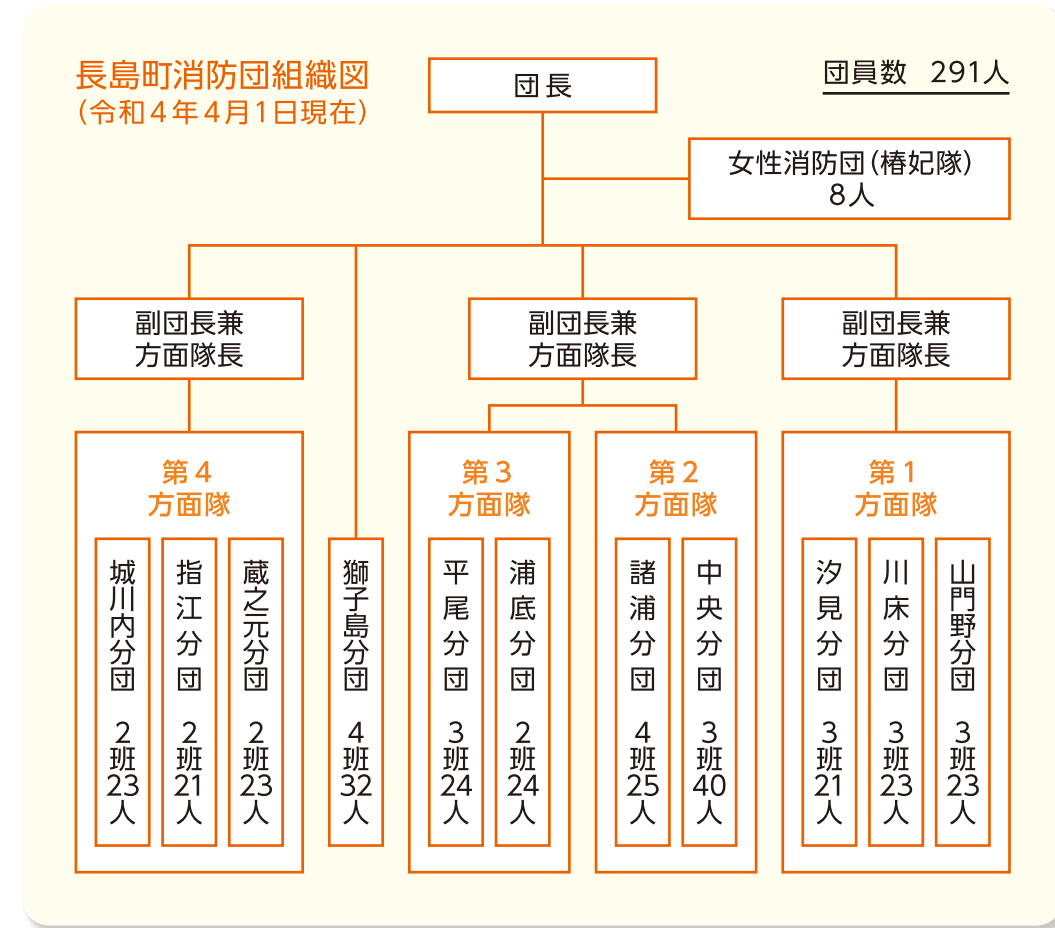 長島町消防団組織図
（令和４年４月１日現在）
団長
団員数 291人
女性消防団（椿妃隊）
8人
副団長兼
方面隊長
副団長兼
方面隊長
副団長兼
方面隊長
第４
方面隊
城川内分団 2班23人
指江分団 2班21人
蔵之元分団 2班23人
獅子島分団 4班32人
第３
方面隊
平尾分団 3班24人
浦底分団 2班24人
第２
方面隊
諸浦分団 4班25人
中央分団 3班40人
第１
方面隊
汐見分団 3班21人
川床分団 3班23人
山門野分団 3班23人